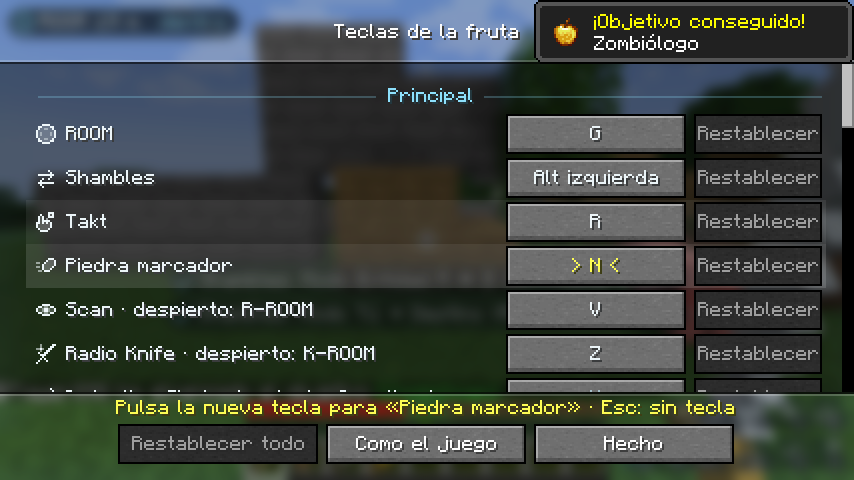 Teclas de la fruta
¡Objetivo conseguido!
Zombiólogo
Principal
ROOM
G
Restablecer
Shambles
Alt izquierda
Restablecer
Takt
R
Restablecer
Piedra marcador
> N <
Restablecer
Scan · despierto: R-ROOM
V
Restablecer
Radio Knife · despierto: K-ROOM
Z
Restablecer
Pulsa la nueva tecla para «Piedra marcador» · Esc: sin tecla
Restablecer todo
Como el juego
Hecho